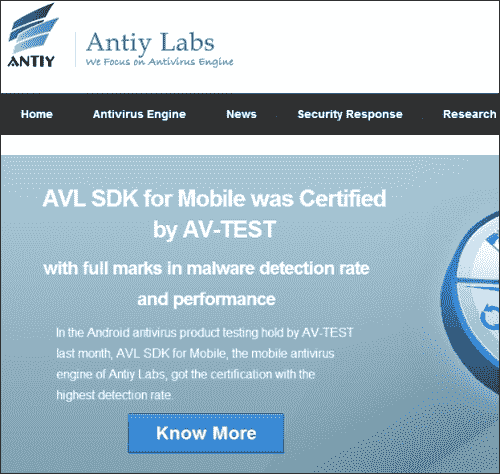 ANTIY
Antiy Labs
We Focus on Antivirus Engine
Home Antivirus Engine News Security Response Research
AVL SDK for Mobile was Certified
by AV-TEST
with full marks in malware detection rate
and performance
In the Android antivirus product testing hold by AV-TEST
last month, AVL SDK for Mobile, the mobile antivirus
engine of Antiy Labs, got the certification with the
highest detection rate.
Know More